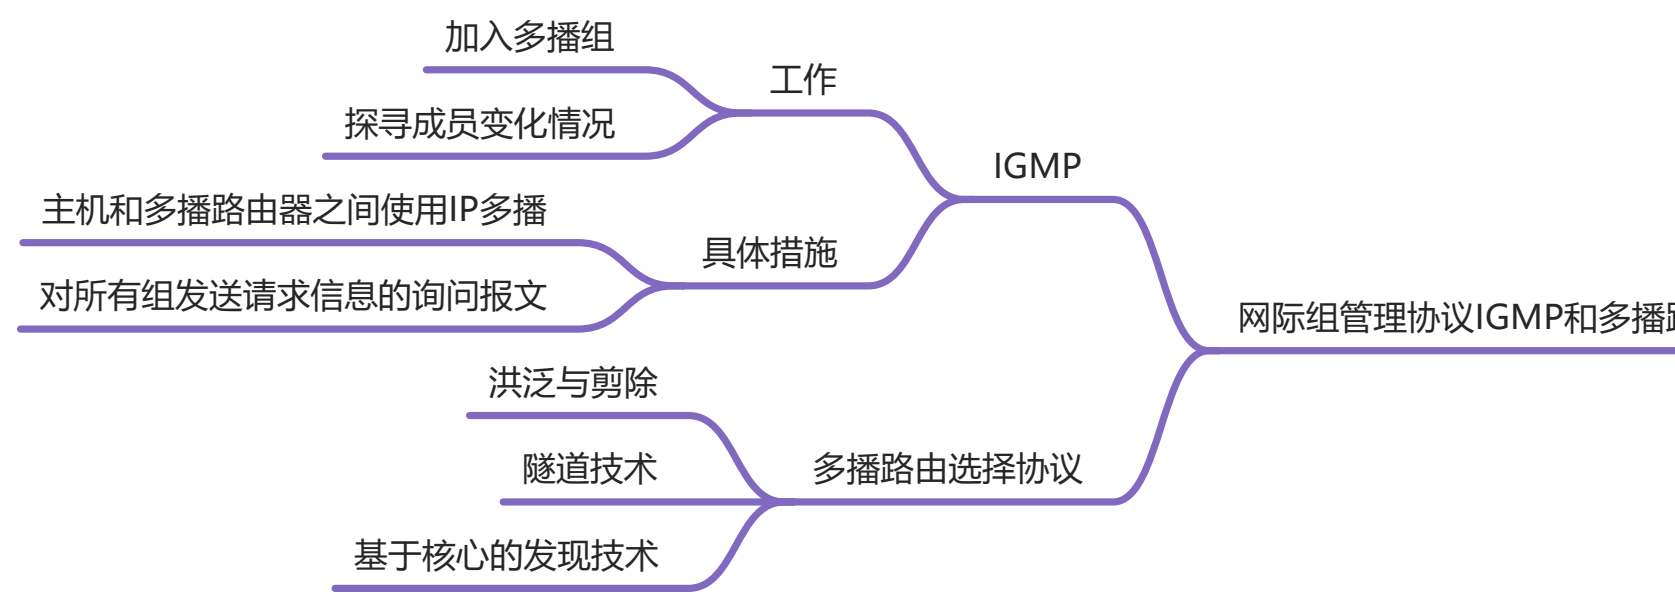 加入多播组
工作
探寻成员变化情况
IGMP
主机和多播路由器之间使用IP多播
具体措施
对所有组发送请求信息的询问报文
网际组管理协议IGMP和多播
洪泛与剪除
隧道技术
多播路由选择协议
基于核心的发现技术